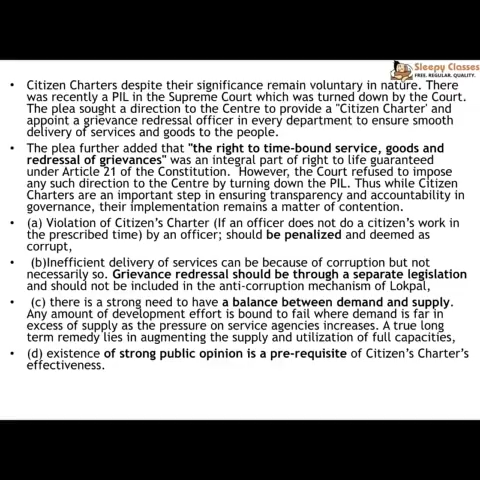 Sleepy Classes
FREE. REGULAR. QUALITY.
• Citizen Charters despite their significance remain voluntary in nature. There
was recently a PIL in the Supreme Court which was turned down by the Court.
The plea sought a direction to the Centre to provide a "Citizen Charter' and
appoint a grievance redressal officer in every department to ensure smooth
delivery of services and goods to the people.
• The plea further added that "the right to time-bound service, goods and
redressal of grievances" was an integral part of right to life guaranteed
under Article 21 of the Constitution. However, the Court refused to impose
any such direction to the Centre by turning down the PIL. Thus while Citizen
Charters are an important step in ensuring transparency and accountability in
governance, their implementation remains a matter of contention.
• (a) Violation of Citizen's Charter (If an officer does not do a citizen's work in
the prescribed time) by an officer; should be penalized and deemed as
corrupt,
• (b)Inefficient delivery of services can be because of corruption but not
necessarily so. Grievance redressal should be through a separate legislation
and should not be included in the anti-corruption mechanism of Lokpal,
• (c) there is a strong need to have a balance between demand and supply.
Any amount of development effort is bound to fail where demand is far in
excess of supply as the pressure on service agencies increases. A true long
term remedy lies in augmenting the supply and utilization of full capacities,
• (d) existence of strong public opinion is a pre-requisite of Citizen's Charter's
effectiveness.